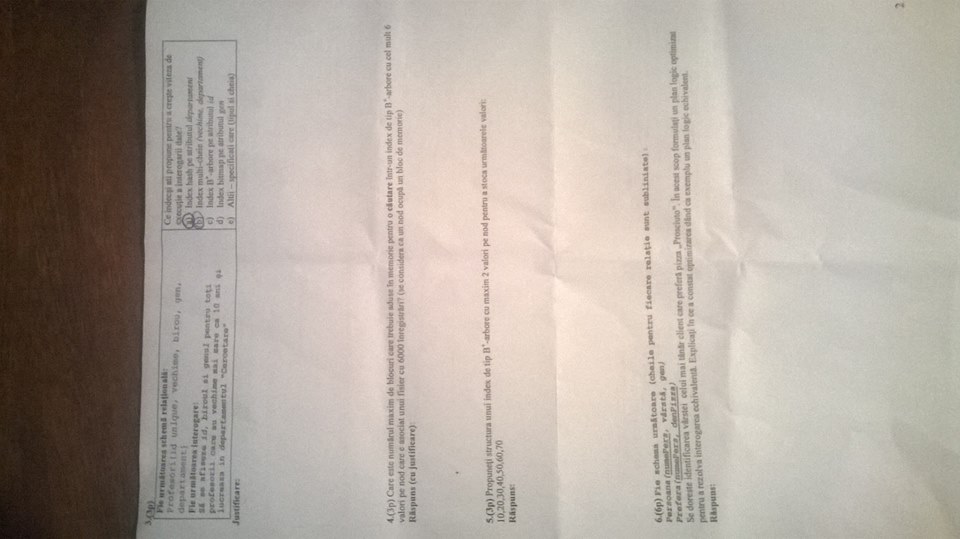 3.(3p)
Fie următoarea schemă relațională:
Profesori(id unique, vechime, birou, gen,
departament)
Fie următoarea interogare:
Să se afiseze id, biroul si genul pentru toți
profesorii care au vechime mai mare ca 10 ani și
lucreaza in departamentul "Cercetare"
Ce indecși ați propune pentru a crește viteza de
execuție a interogarii date?
a) Index hash pe atributul departament
b) Index multi-cheie (vechime, departament)
c) Index B+-arbore pe atributul id
d) Index bitmap pe atributul gen
e) Alții – specificati care (tipul si cheia)
Justificare:
4.(3p) Care este numărul maxim de blocuri care trebuie aduse în memorie pentru o căutare într-un index de tip B+-arbore cu cel mult 6
valori pe nod care e asociat unui fisier cu 6000 înregistrări? (se considera ca un nod ocupă un bloc de memorie)
Răspuns (cu justificare):
5.(3p) Propuneți structura unui index de tip B+-arbore cu maxim 2 valori pe nod pentru a stoca următoarele valori:
10,20,30,40,50,60,70
Răspuns:
6.(6p) Fie schema următoare (cheile pentru fiecare relație sunt subliniate):
Persoana(numePers, vârstă, gen)
Prefera(numePers, denPizza)
Se dorește identificarea vârstei celui mai tânăr client care preferă pizza „Prosciuto". În acest scop formulați un plan logic optimizat
pentru a rezolva interogarea echivalentă. Explicați în ce a constat optimizarea dând ca exemplu un plan logic echivalent.
Răspuns:
2